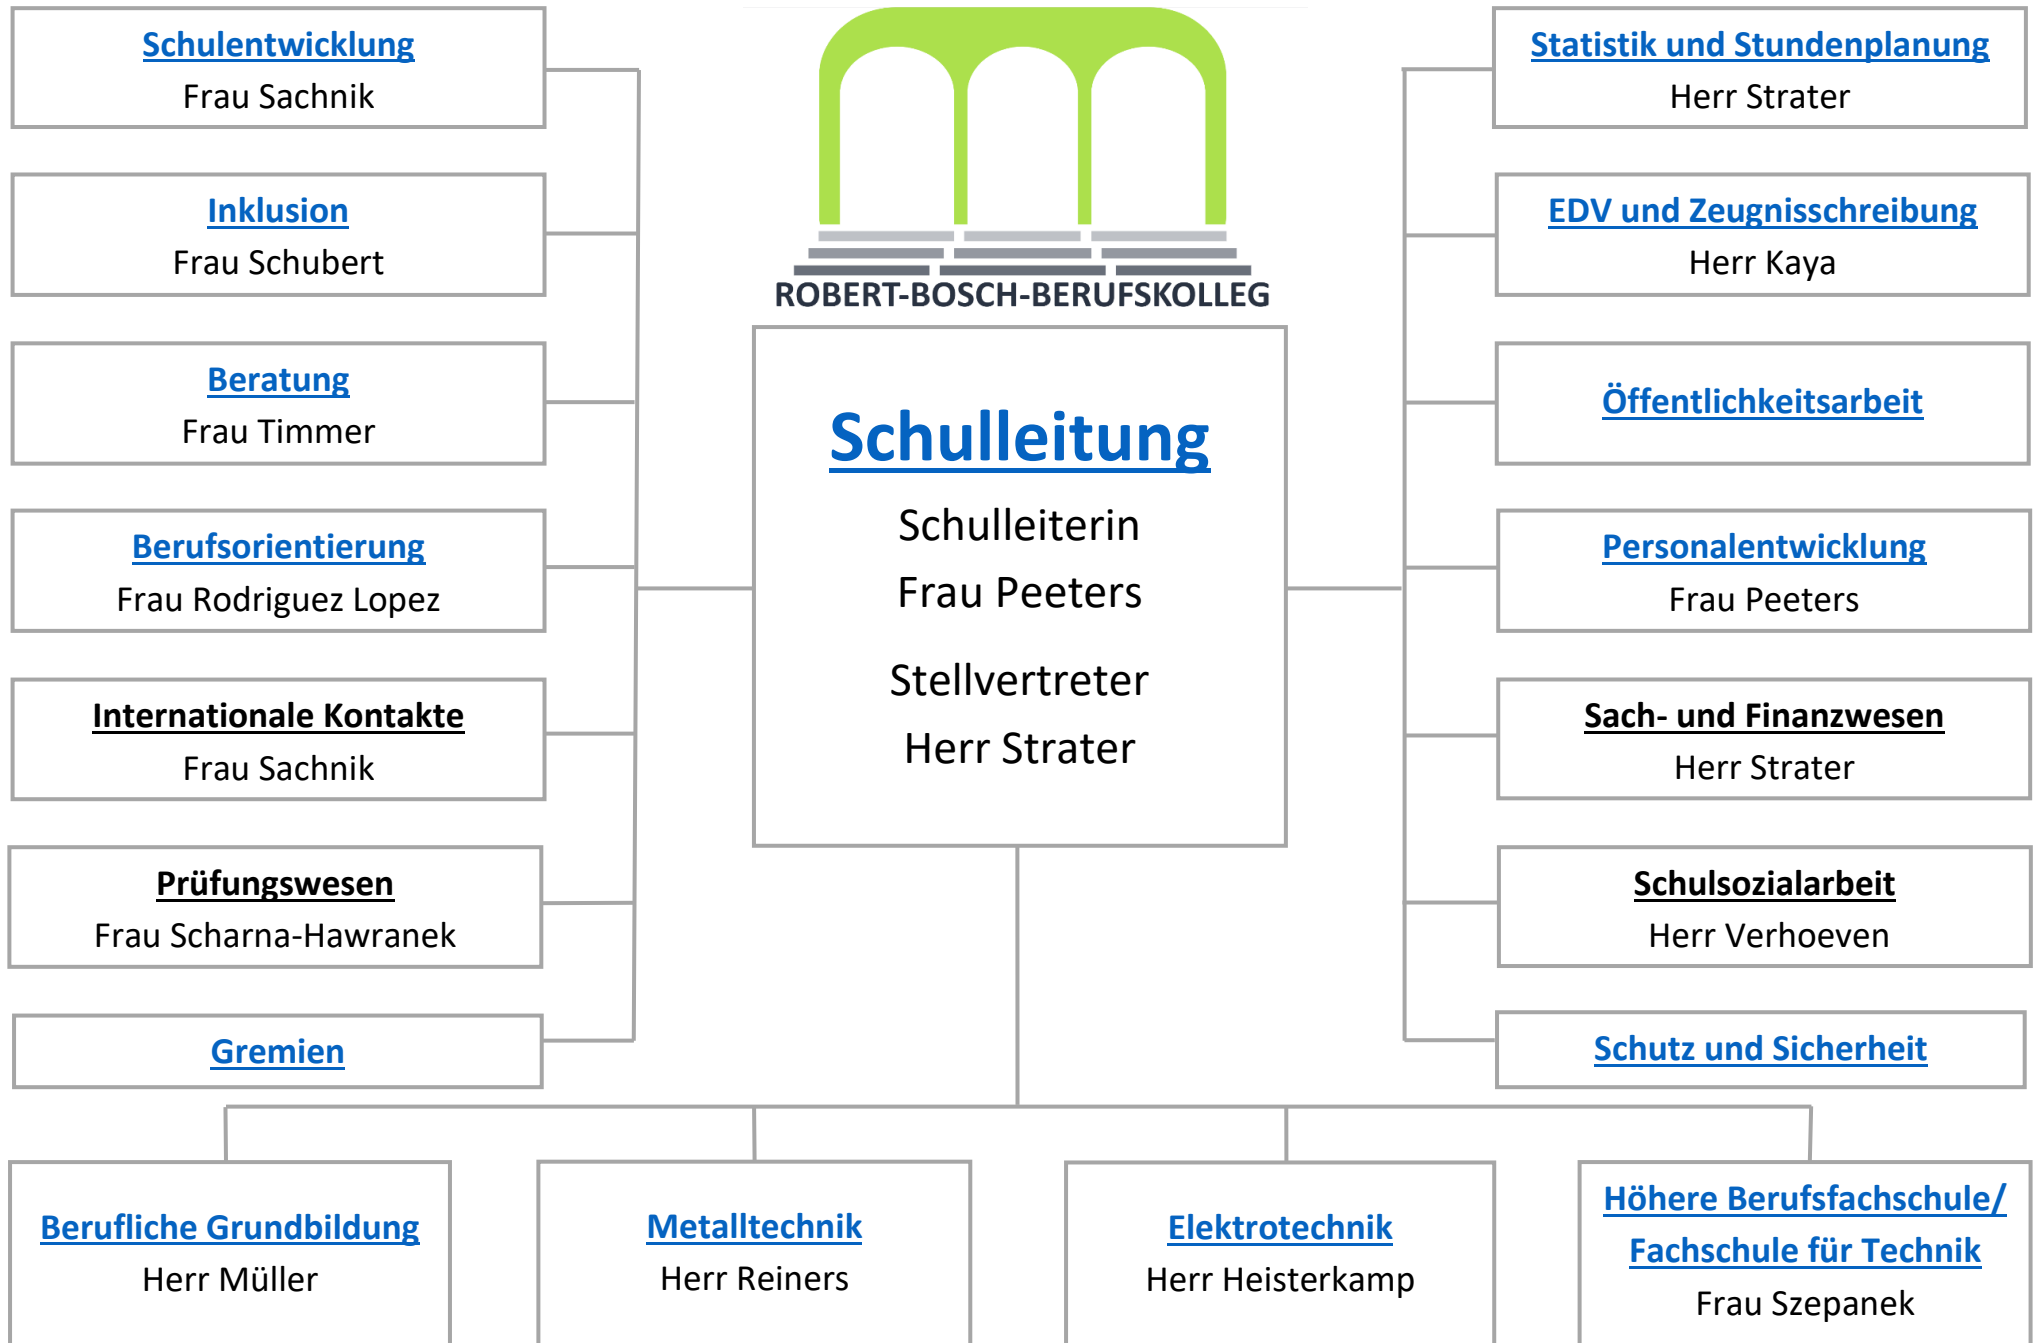 Schulentwicklung
Frau Sachnik
Inklusion
Frau Schubert
Beratung
Frau Timmer
Berufsorientierung
Frau Rodriguez Lopez
Internationale Kontakte
Frau Sachnik
Prüfungswesen
Frau Scharna-Hawranek
Gremien
ROBERT-BOSCH-BERUFSKOLLEG
Schulleitung
Schulleiterin
Frau Peeters
Stellvertreter
Herr Strater
Statistik und Stundenplanung
Herr Strater
EDV und Zeugnisschreibung
Herr Kaya
Öffentlichkeitsarbeit
Personalentwicklung
Frau Peeters
Sach- und Finanzwesen
Herr Strater
Schulsozialarbeit
Herr Verhoeven
Schutz und Sicherheit
Berufliche Grundbildung
Herr Müller
Metalltechnik
Herr Reiners
Elektrotechnik
Herr Heisterkamp
Höhere Berufsfachschule/
Fachschule für Technik
Frau Szepanek